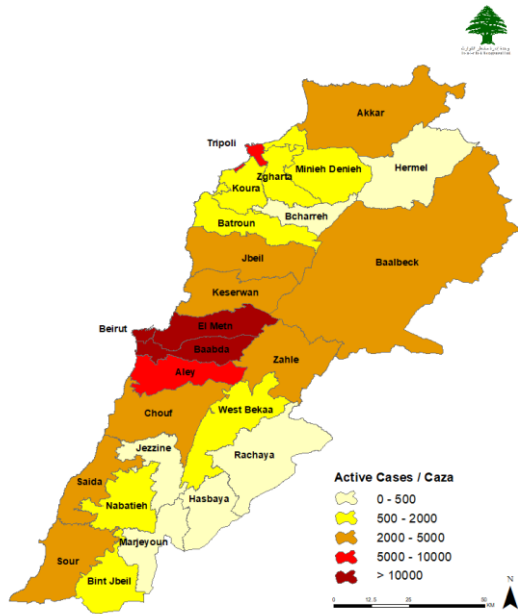 Akkar
Tripoli
Hermel
Minieh Denieh
Zgharta
Koura
Bcharreh
Batroun
Jbeil
Baalbeck
Keserwan
Beirut
El Metn
Baabda
Zahle
Aley
Chouf
West Bekaa
Jezzine
Rachaya
Saida
Hasbaya
Nabatieh
Marjeyoun
Sour
Bint Jbeil
Active Cases / Caza
0 - 500
500 - 2000
2000 - 5000
5000 - 10000
> 10000
N
0 12.5 25 50
KM